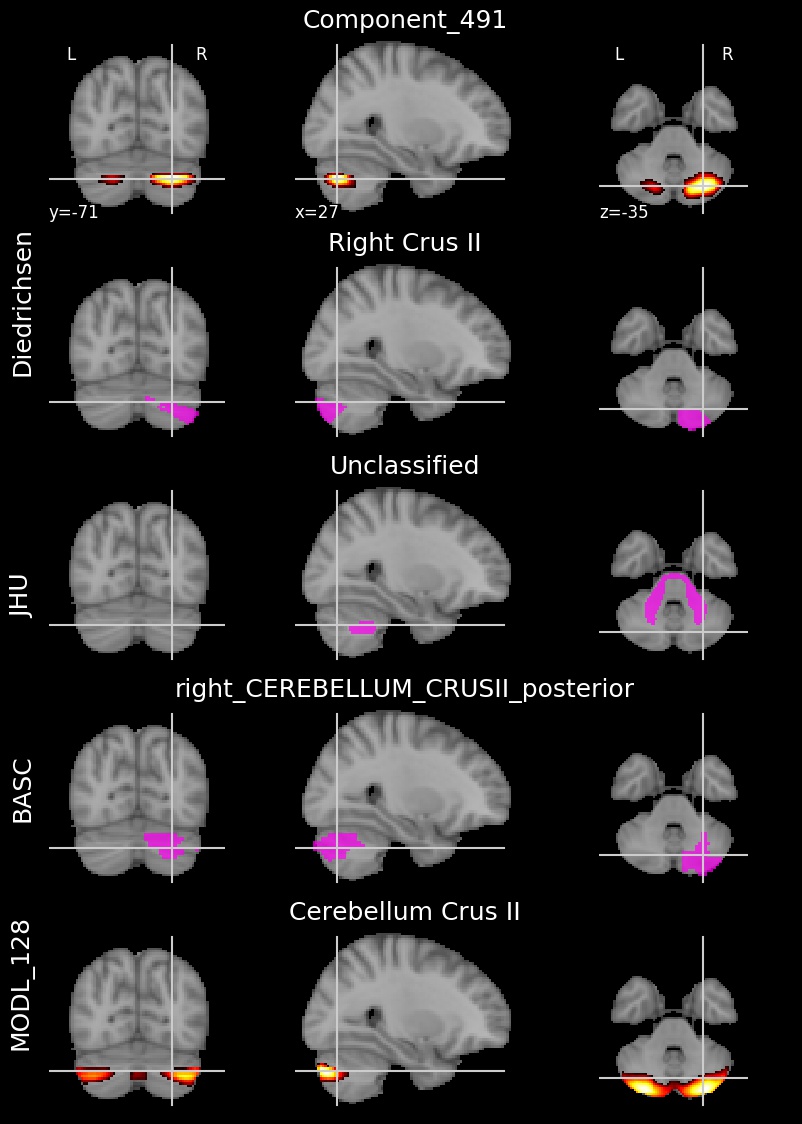 Component_491
L R L R
y=-71 x=27 z=-35
Diedrichsen
Right Crus II
JHU
Unclassified
BASC
right_CEREBELLUM_CRUSII_posterior
MODL_128
Cerebellum Crus II